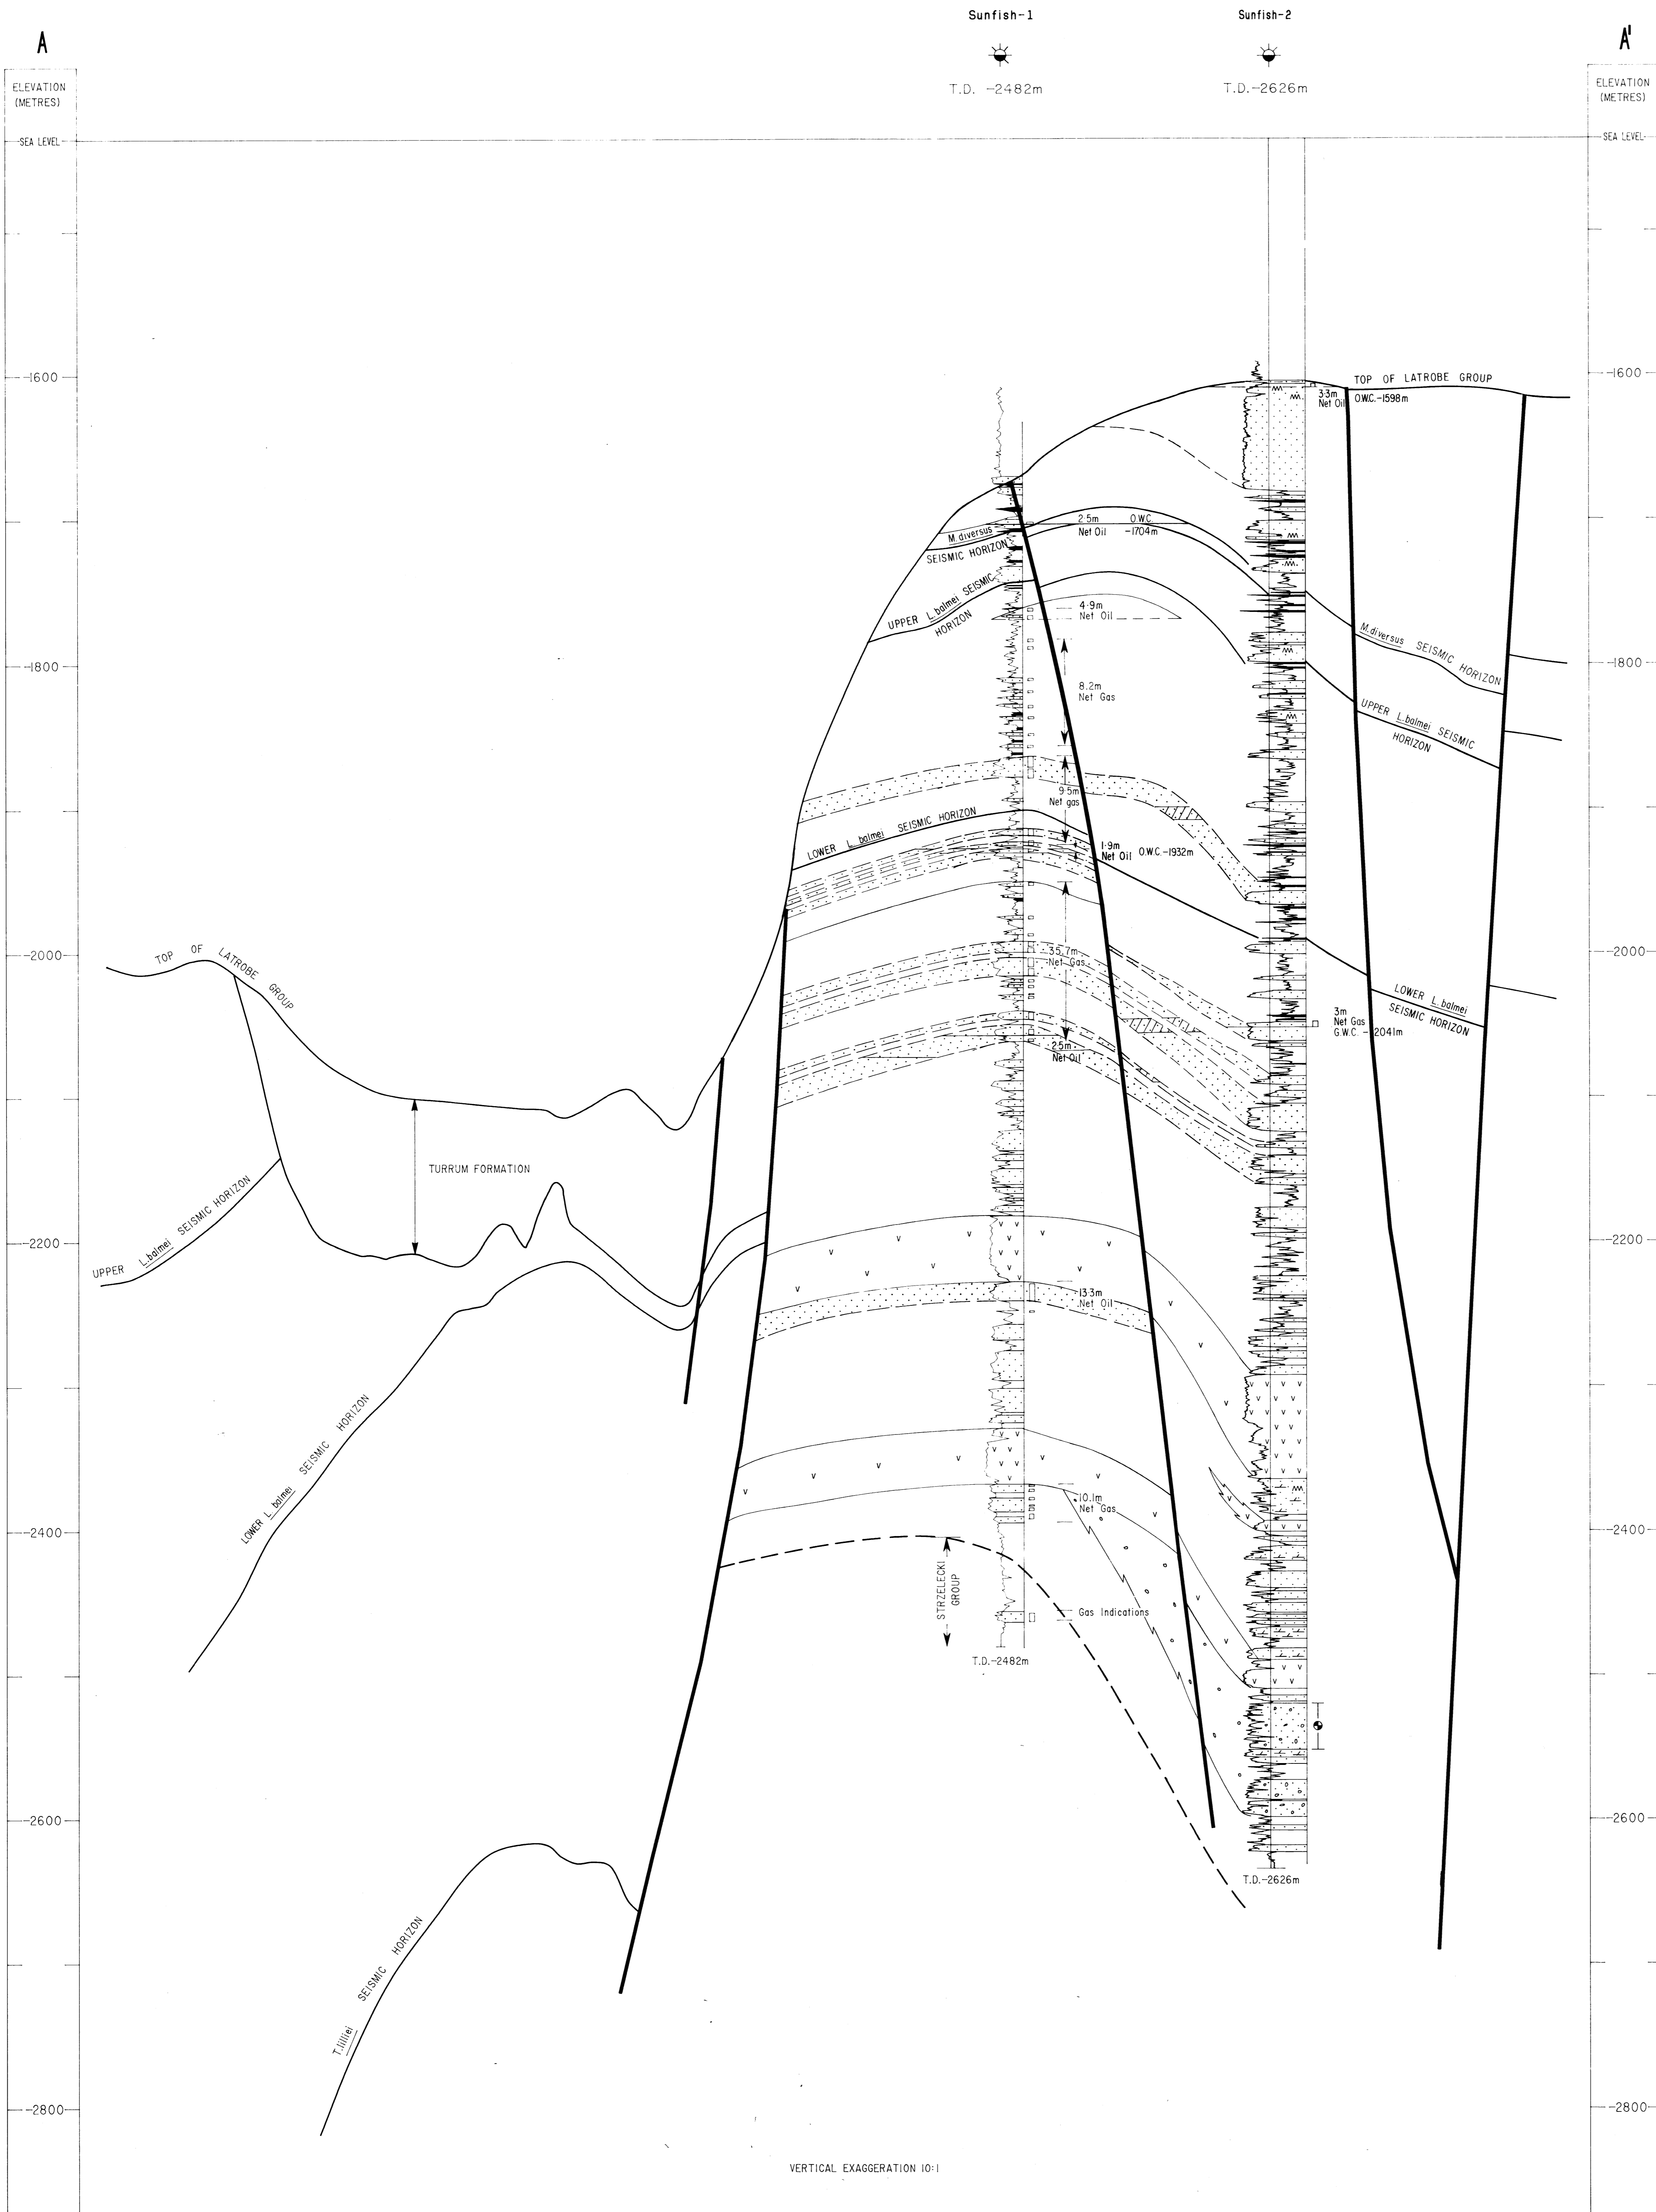 Sunfish-1
Sunfish-2
A
A'
T.D. -2482m
T.D.-2626m
ELEVATION
(METRES)
ELEVATION
(METRES)
SEA LEVEL
SEA LEVEL
-1600
-1600
TOP OF LATROBE GROUP
3·3m
Net Oil
O.W.C.-1598m
2·5m O.W.C.
Net Oil -1704m
M.diversus
SEISMIC HORIZON
UPPER L.balmei SEISMIC
HORIZON
4·9m
Net Oil
M.diversus SEISMIC HORIZON
-1800
-1800
8.2m
Net Gas
UPPER L.balmei SEISMIC
HORIZON
9·5m
Net gas
LOWER L.balmei SEISMIC HORIZON
1·9m
Net Oil O.W.C.-1932m
TOP OF LATROBE GROUP
-2000
-2000
35.7m
Net Gas
LOWER L.balmei
SEISMIC HORIZON
3m
Net Gas
G.W.C. -2041m
2·5m
Net Oil
TURRUM FORMATION
UPPER L.balmei SEISMIC HORIZON
-2200
-2200
13·3m
Net Oil
LOWER L.balmei SEISMIC HORIZON
-2400
-2400
10.1m
Net Gas
STRZELECKI
GROUP
Gas Indications
T.D.-2482m
-2600
-2600
T.D.-2626m
T.lilliei SEISMIC HORIZON
-2800
-2800
VERTICAL EXAGGERATION 10:1